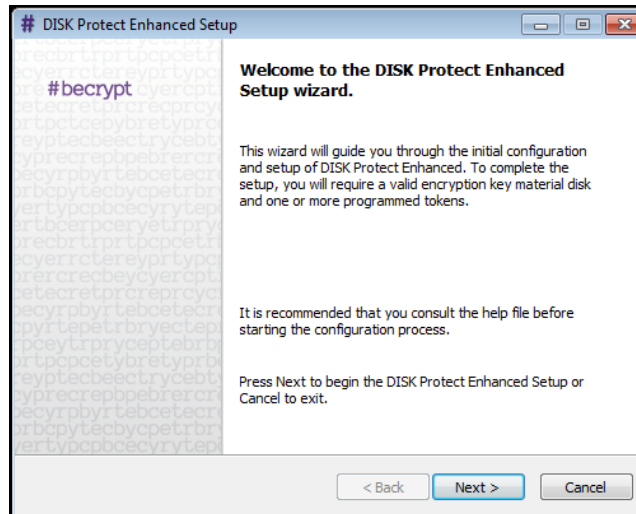 # DISK Protect Enhanced Setup
#becrypt
Welcome to the DISK Protect Enhanced
Setup wizard.
This wizard will guide you through the initial configuration
and setup of DISK Protect Enhanced. To complete the
setup, you will require a valid encryption key material disk
and one or more programmed tokens.
It is recommended that you consult the help file before
starting the configuration process.
Press Next to begin the DISK Protect Enhanced Setup or
Cancel to exit.
< Back
Next >
Cancel